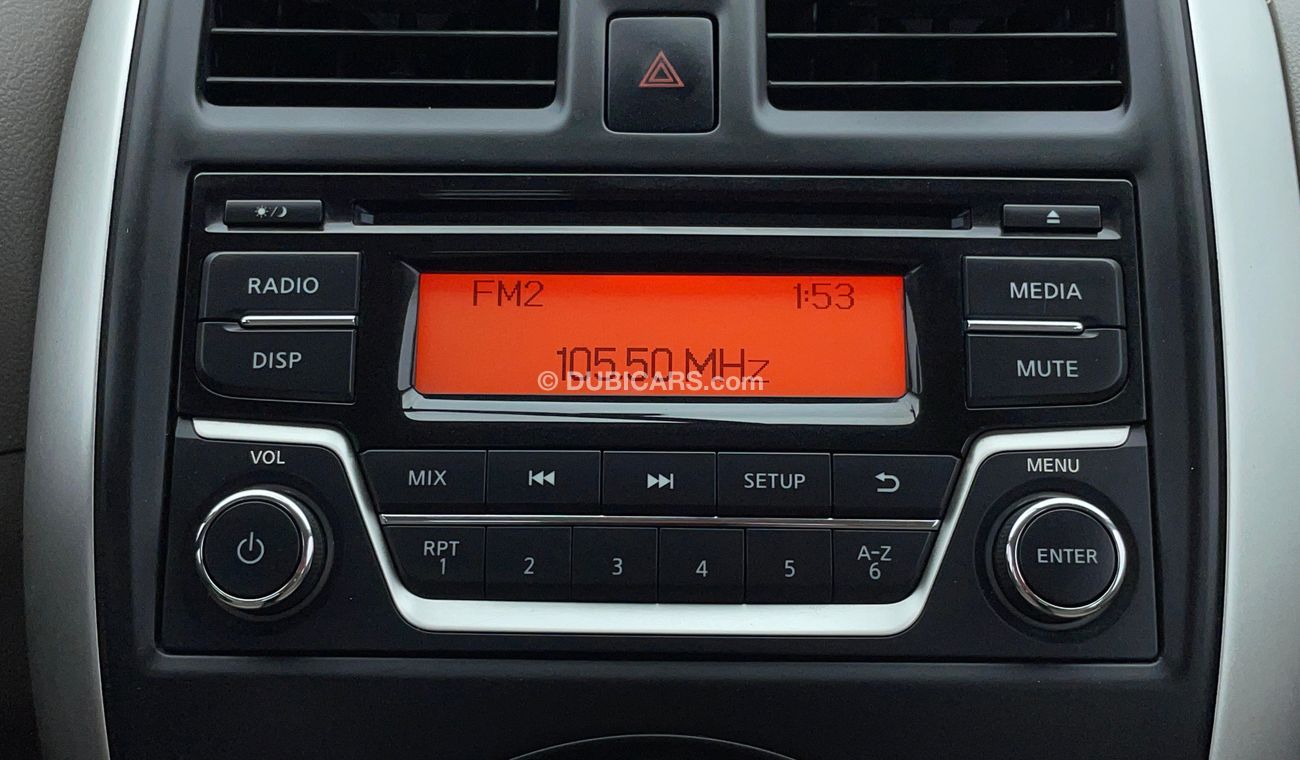 RADIO
DISP
FM2 1:53
105.50 MHz
© DUBICARS.com
MEDIA
MUTE
VOL
MIX
SETUP
MENU
RPT
1 2 3 4 5
A-Z
6
ENTER